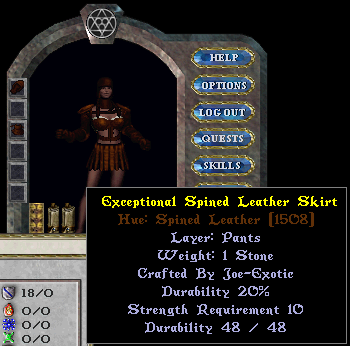 HELP
OPTIONS
LOG OUT
QUESTS
SKILLS
Exceptional Spined Leather Skirt
Hue: Spined Leather [1508]
Layer: Pants
Weight: 1 Stone
Crafted By Joe-Exotic
Durability 20%
Strength Requirement 10
Durability 48 / 48
18/0
0/0
0/0
0/0